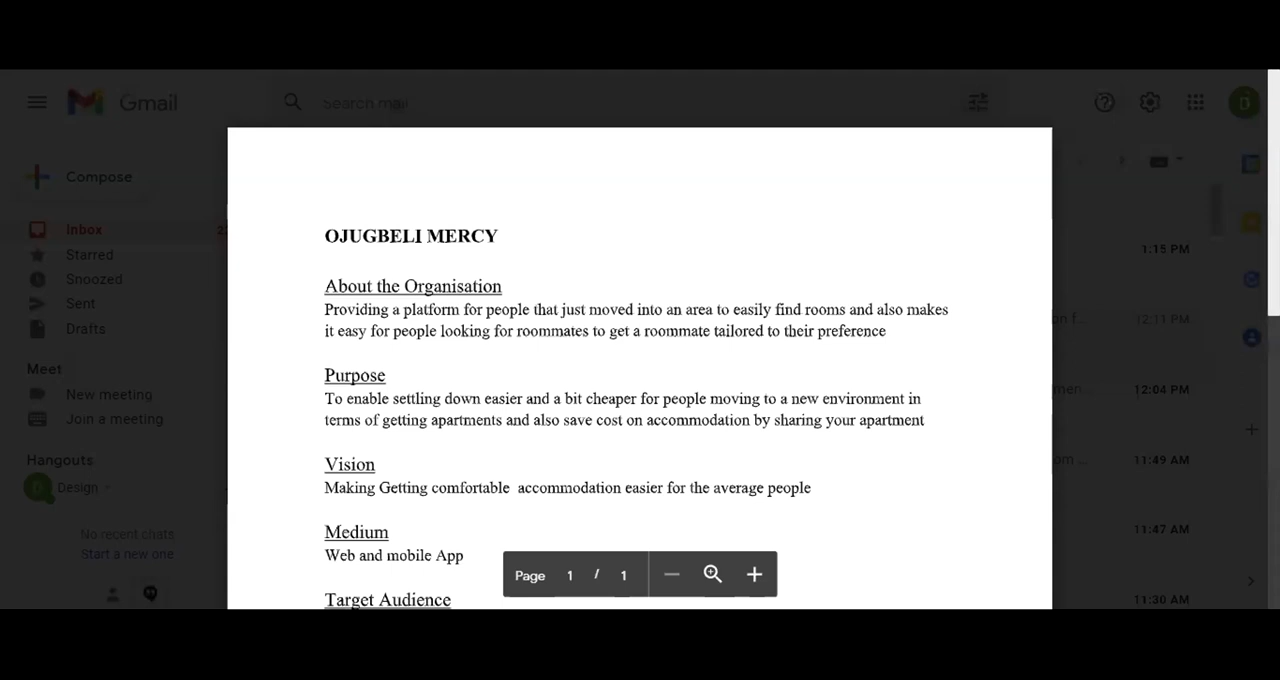 Gmail
Search mail
Compose
Inbox
Starred
Snoozed
Sent
Drafts
Meet
New meeting
Join a meeting
Hangouts
Design
No recent chats
Start a new one
OJUGBELI MERCY
About the Organisation
Providing a platform for people that just moved into an area to easily find rooms and also makes
it easy for people looking for roommates to get a roommate tailored to their preference
Purpose
To enable settling down easier and a bit cheaper for people moving to a new environment in
terms of getting apartments and also save cost on accommodation by sharing your apartment
Vision
Making Getting comfortable  accommodation easier for the average people
Medium
Web and mobile App
Target Audience
Page 1 / 1
D
1:15 PM
12:11 PM
12:04 PM
11:49 AM
11:47 AM
11:30 AM